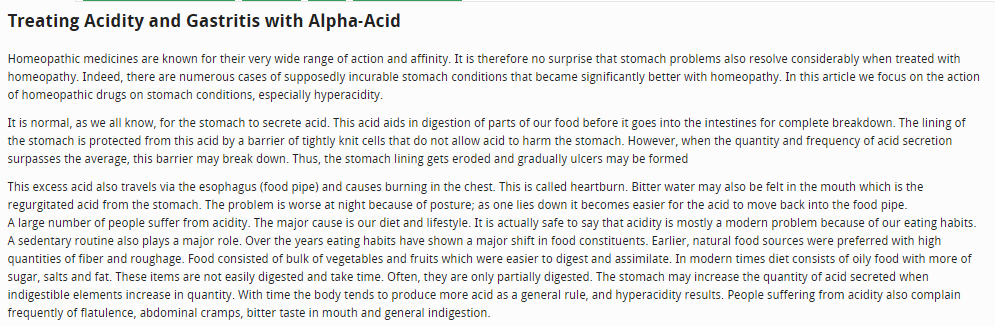 Treating Acidity and Gastritis with Alpha-Acid
Homeopathic medicines are known for their very wide range of action and affinity. It is therefore no surprise that stomach problems also resolve considerably when treated with
homeopathy. Indeed, there are numerous cases of supposedly incurable stomach conditions that became significantly better with homeopathy. In this article we focus on the action
of homeopathic drugs on stomach conditions, especially hyperacidity.
It is normal, as we all know, for the stomach to secrete acid. This acid aids in digestion of parts of our food before it goes into the intestines for complete breakdown. The lining of
the stomach is protected from this acid by a barrier of tightly knit cells that do not allow acid to harm the stomach. However, when the quantity and frequency of acid secretion
surpasses the average, this barrier may break down. Thus, the stomach lining gets eroded and gradually ulcers may be formed
This excess acid also travels via the esophagus (food pipe) and causes burning in the chest. This is called heartburn. Bitter water may also be felt in the mouth which is the
regurgitated acid from the stomach. The problem is worse at night because of posture; as one lies down it becomes easier for the acid to move back into the food pipe.
A large number of people suffer from acidity. The major cause is our diet and lifestyle. It is actually safe to say that acidity is mostly a modern problem because of our eating habits.
A sedentary routine also plays a major role. Over the years eating habits have shown a major shift in food constituents. Earlier, natural food sources were preferred with high
quantities of fiber and roughage. Food consisted of bulk of vegetables and fruits which were easier to digest and assimilate. In modern times diet consists of oily food with more of
sugar, salts and fat. These items are not easily digested and take time. Often, they are only partially digested. The stomach may increase the quantity of acid secreted when
indigestible elements increase in quantity. With time the body tends to produce more acid as a general rule, and hyperacidity results. People suffering from acidity also complain
frequently of flatulence, abdominal cramps, bitter taste in mouth and general indigestion.